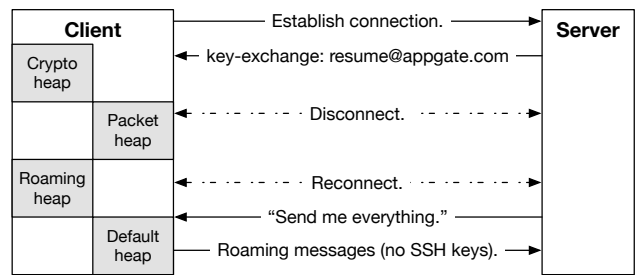 Client
Server
Establish connection.
key-exchange: resume@appgate.com
Crypto
heap
Packet
heap
Disconnect.
Roaming
heap
Reconnect.
“Send me everything.”
Default
heap
Roaming messages (no SSH keys).